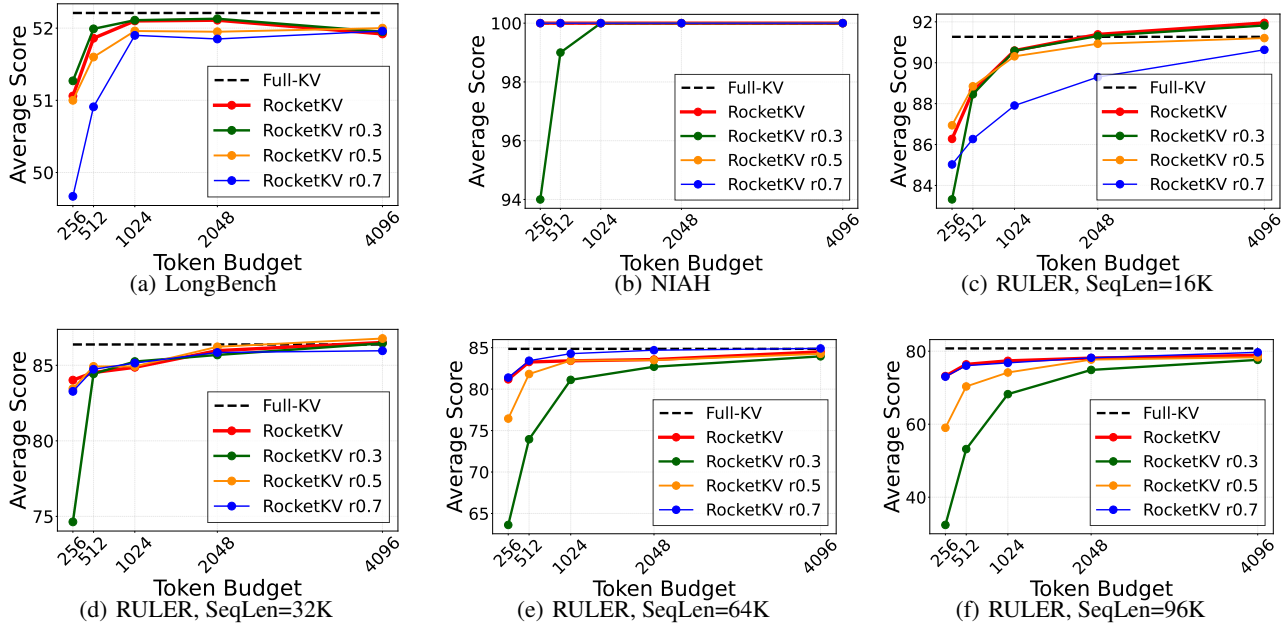 52
51
50
Average Score
Full-KV
RocketKV
RocketKV r0.3
RocketKV r0.5
RocketKV r0.7
256
512
1024
2048
4096
Token Budget
(a) LongBench
100
98
96
94
Average Score
Full-KV
RocketKV
RocketKV r0.3
RocketKV r0.5
RocketKV r0.7
256
512
1024
2048
4096
Token Budget
(b) NIAH
92
90
88
86
84
Average Score
Full-KV
RocketKV
RocketKV r0.3
RocketKV r0.5
RocketKV r0.7
256
512
1024
2048
4096
Token Budget
(c) RULER, SeqLen=16K
85
80
75
Average Score
Full-KV
RocketKV
RocketKV r0.3
RocketKV r0.5
RocketKV r0.7
256
512
1024
2048
4096
Token Budget
(d) RULER, SeqLen=32K
85
80
75
70
65
Average Score
Full-KV
RocketKV
RocketKV r0.3
RocketKV r0.5
RocketKV r0.7
256
512
1024
2048
4096
Token Budget
(e) RULER, SeqLen=64K
80
60
40
Average Score
Full-KV
RocketKV
RocketKV r0.3
RocketKV r0.5
RocketKV r0.7
256
512
1024
2048
4096
Token Budget
(f) RULER, SeqLen=96K